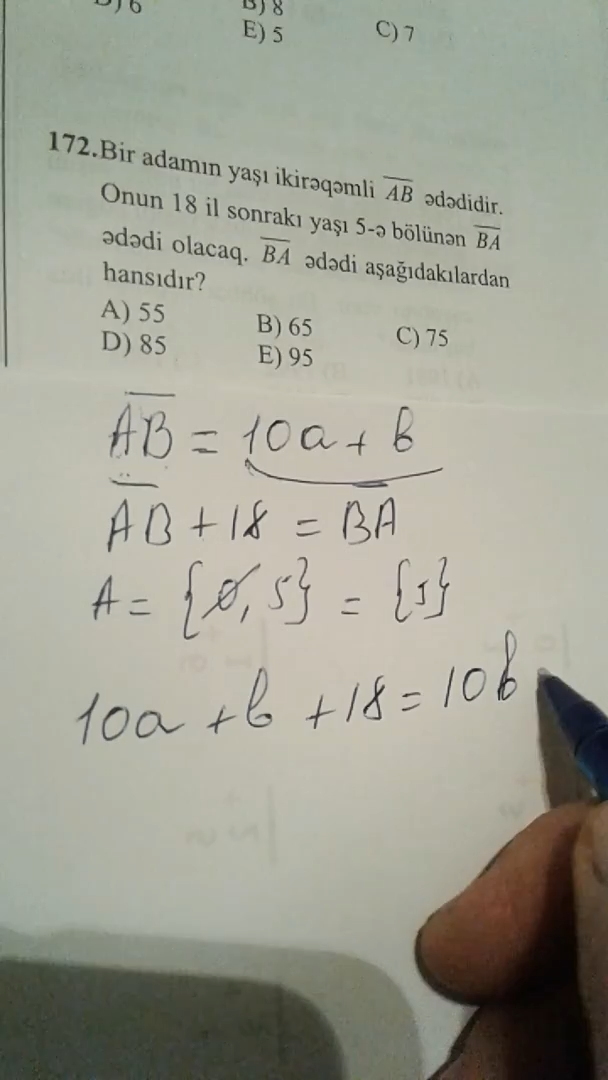 D) 6
B) 8
E) 5
C) 7
172. Bir adamın yaşı ikirəqəmli AB ədədidir.
Onun 18 il sonrakı yaşı 5-ə bölünən BA
ədədi olacaq. BA ədədi aşağıdakılardan
hansıdır?
A) 55 B) 65 C) 75
D) 85 E) 95
AB = 10a + b
AB + 18 = BA
A = {0, 5} = {5}
10a + b + 18 = 10b